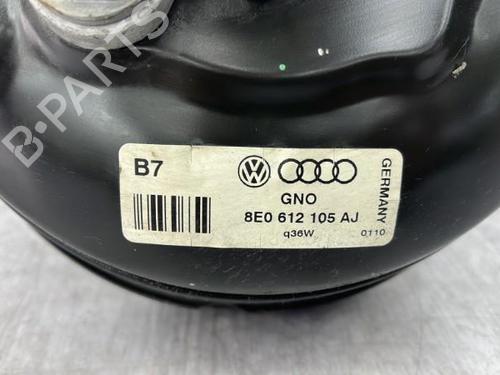 B-PARTS
B7
GNO
8E0 612 105 AJ
q36W
GERMANY
0110